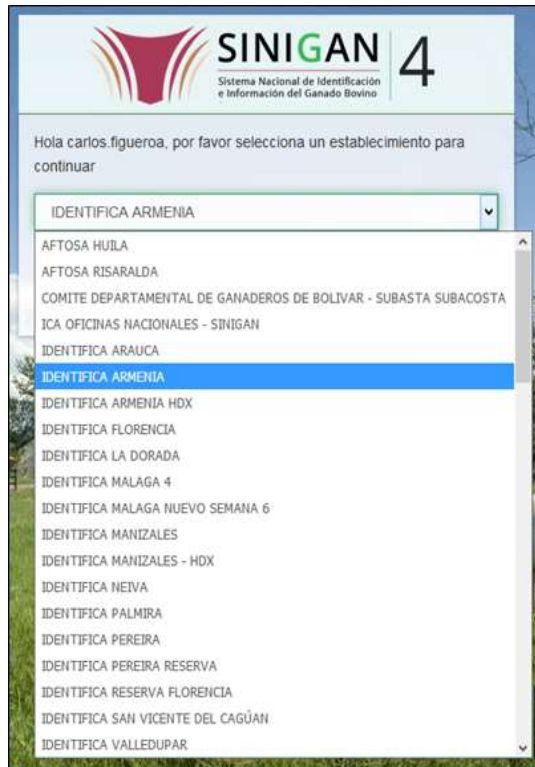 SINIGAN 4
Sistema Nacional de Identificación
e Información del Ganado Bovino
Hola carlos.figueroa, por favor selecciona un establecimiento para
continuar
IDENTIFICA ARMENIA
AFTOSA HUILA
AFTOSA RISARALDA
COMITE DEPARTAMENTAL DE GANADEROS DE BOLIVAR - SUBASTA SUBACOSTA
ICA OFICINAS NACIONALES - SINIGAN
IDENTIFICA ARAUCA
IDENTIFICA ARMENIA
IDENTIFICA ARMENIA HDX
IDENTIFICA FLORENCIA
IDENTIFICA LA DORADA
IDENTIFICA MALAGA 4
IDENTIFICA MALAGA NUEVO SEMANA 6
IDENTIFICA MANIZALES
IDENTIFICA MANIZALES - HDX
IDENTIFICA NEIVA
IDENTIFICA PALMIRA
IDENTIFICA PEREIRA
IDENTIFICA PEREIRA RESERVA
IDENTIFICA RESERVA FLORENCIA
IDENTIFICA SAN VICENTE DEL CAGÚAN
IDENTIFICA VALLEDUPAR